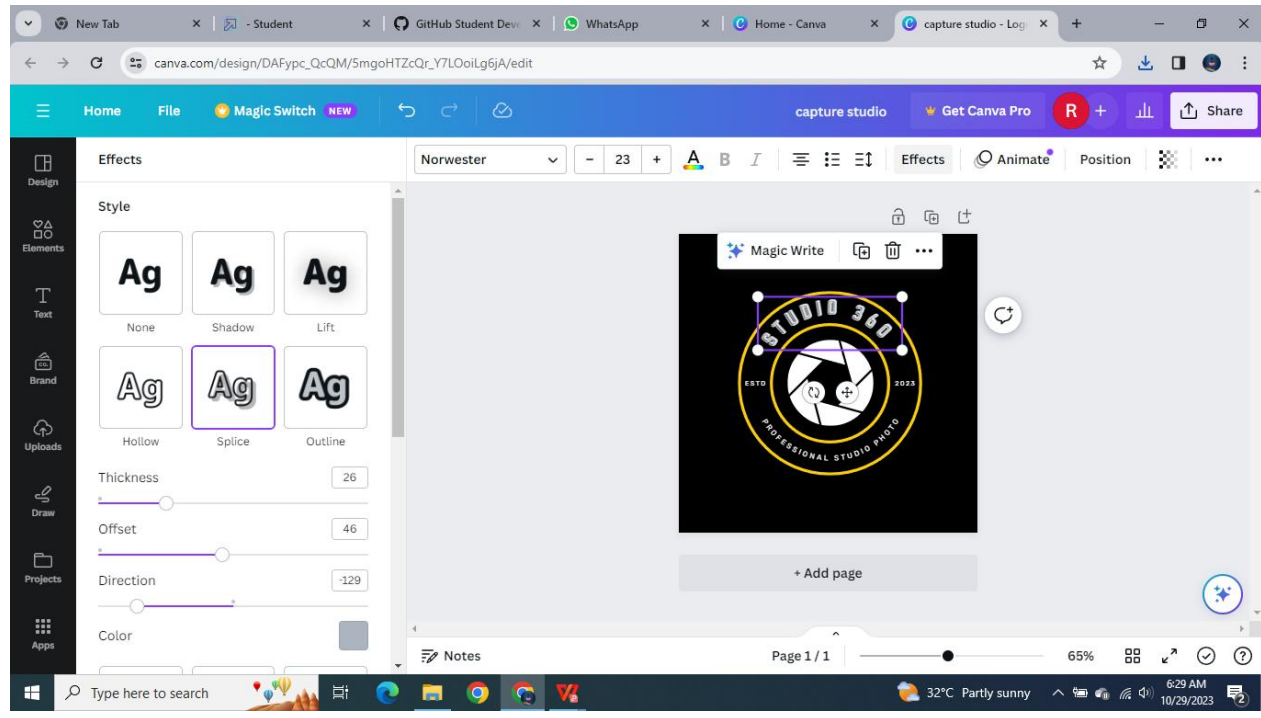 New Tab
- Student
GitHub Student Deve
WhatsApp
Home - Canva
capture studio - Log
canva.com/design/DAFypc_QcQM/5mgoHTZcQr_Y7LOoiLg6jA/edit
Home File Magic Switch NEW capture studio Get Canva Pro R + Share
Design
Elements
Text
Brand
CO.
Uploads
Draw
Projects
Apps
Effects
Style
Ag Ag Ag
None Shadow Lift
Ag Ag Ag
Hollow Splice Outline
Thickness 26
Offset 46
Direction -129
Color
Norwester - 23 + A B I Effects Animate Position
Magic Write
STUDIO 360
ESTD 2023
PROFESSIONAL STUDIO PHOTO
+ Add page
Notes Page 1 / 1 65%
Type here to search
32°C Partly sunny
6:29 AM
10/29/2023
2